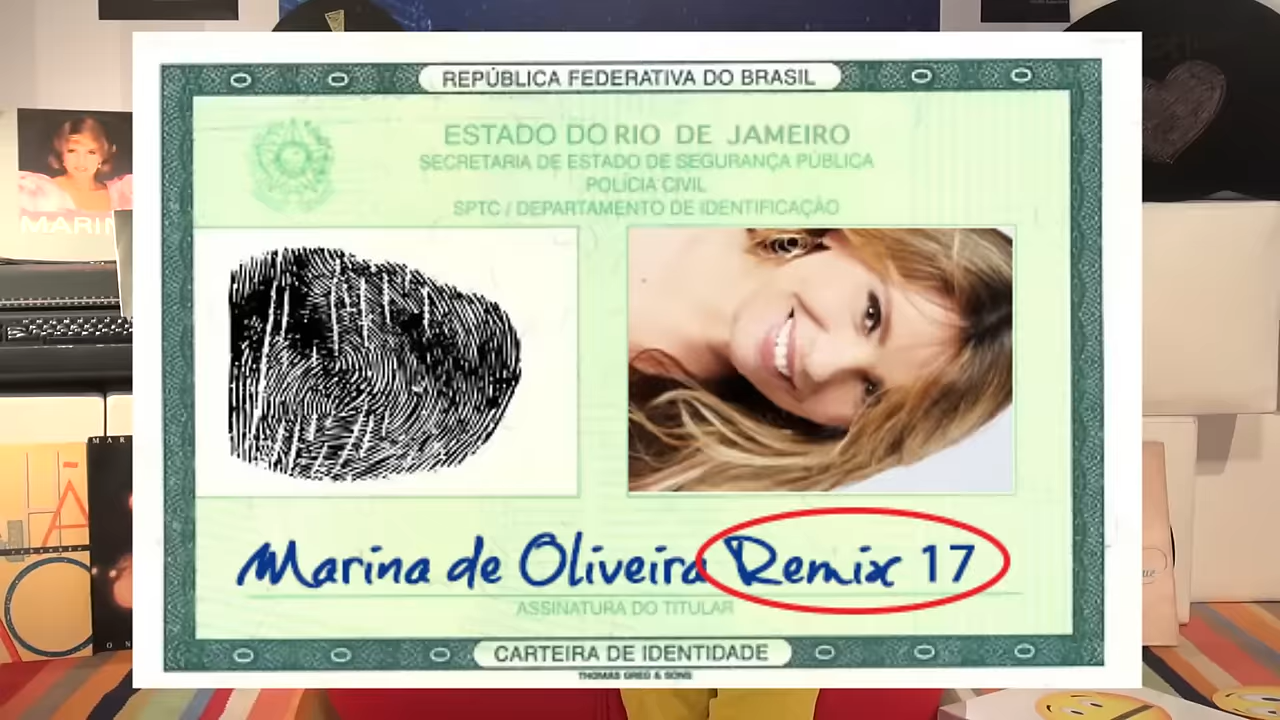 REPÚBLICA FEDERATIVA DO BRASIL
ESTADO DO RIO DE JAMEIRO
SECRETARIA DE ESTADO DE SEGURANÇA PÚBLICA
POLÍCIA CIVIL
SPTC / DEPARTAMENTO DE IDENTIFICAÇÃO
MARIN
Marina de Oliveira Remix 17
ASSINATURA DO TITULAR
CARTEIRA DE IDENTIDADE
THOMAS GREG & SONS